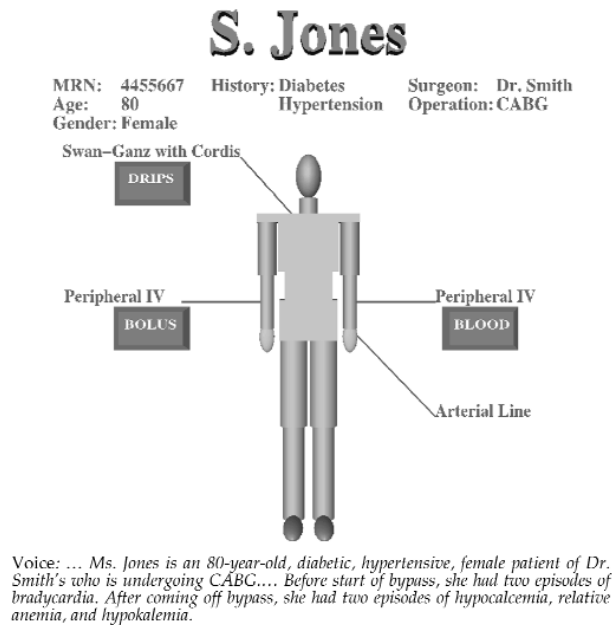 S. Jones
MRN: 4455667 History: Diabetes Surgeon: Dr. Smith
Age: 80 Hypertension Operation: CABG
Gender: Female
Swan-Ganz with Cordis
DRIPS
Peripheral IV Peripheral IV
BOLUS BLOOD
Arterial Line
Voice: ... Ms. Jones is an 80-year-old, diabetic, hypertensive, female patient of Dr.
Smith's who is undergoing CABG.... Before start of bypass, she had two episodes of
bradycardia. After coming off bypass, she had two episodes of hypocalcemia, relative
anemia, and hypokalemia.